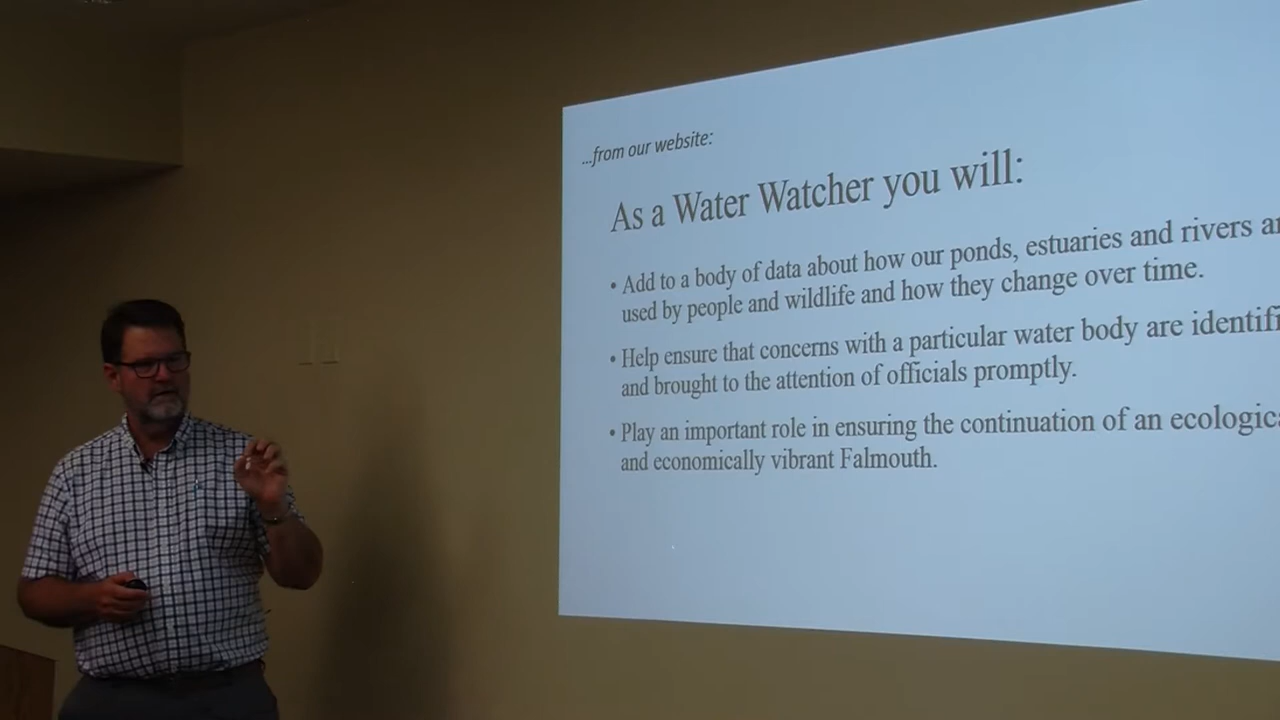 ...from our website:
As a Water Watcher you will:
• Add to a body of data about how our ponds, estuaries and rivers
used by people and wildlife and how they change over time.
• Help ensure that concerns with a particular water body are
and brought to the attention of officials promptly.
• Play an important role in ensuring the continuation of an
and economically vibrant Falmouth.